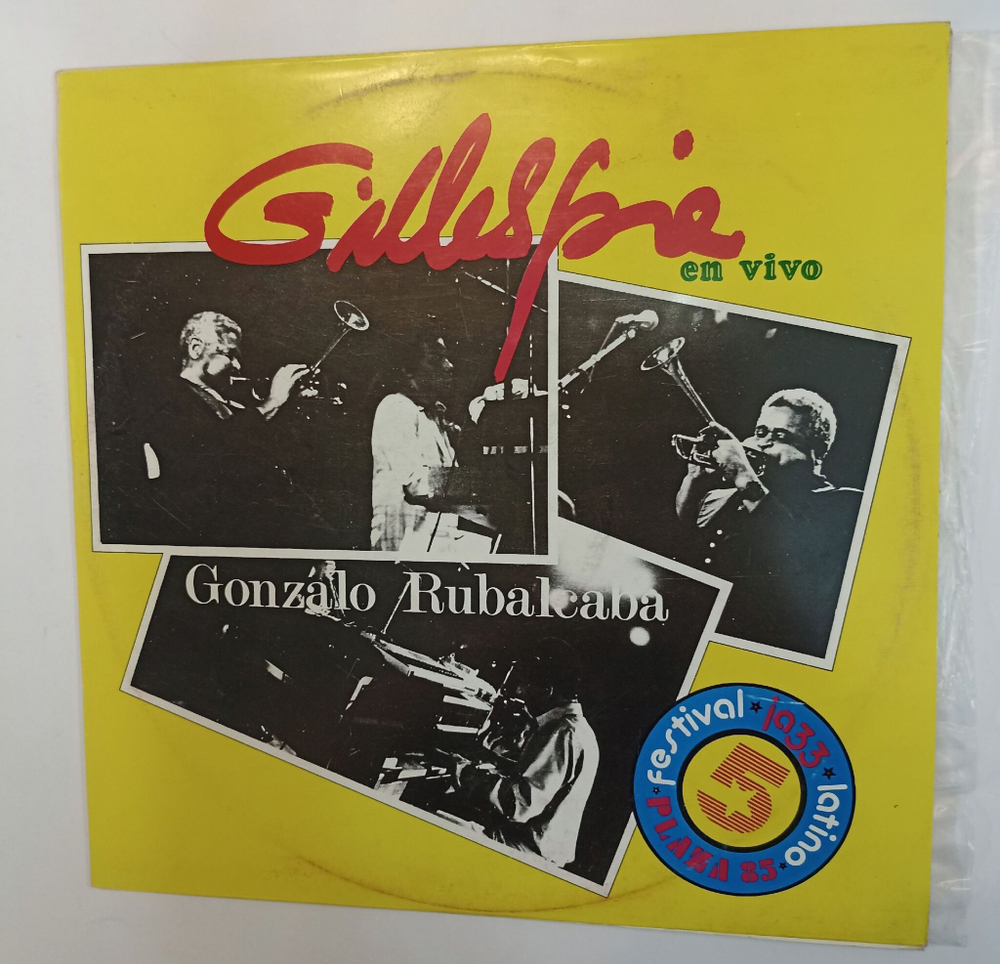 Gillespie
en vivo
Gonzalo Rubalcaba
festival jazz latino
PLAZA 85
5